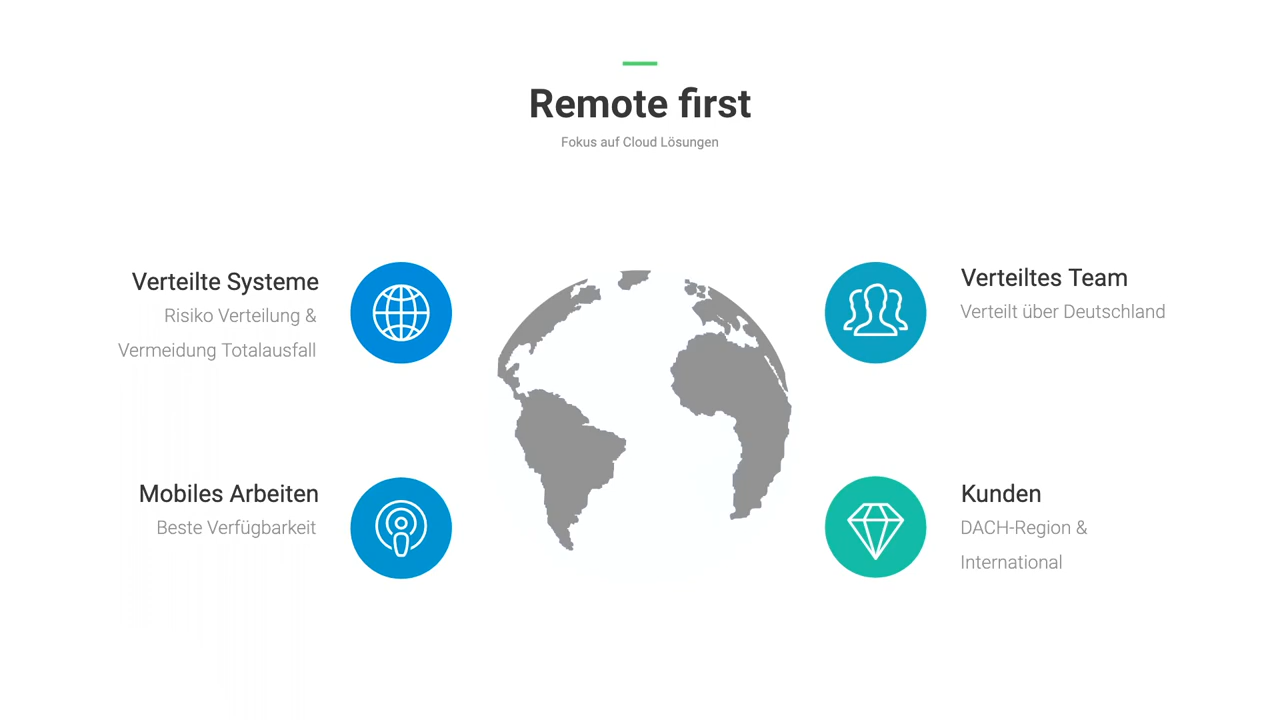 Remote first
Fokus auf Cloud Lösungen
Verteilte Systeme
Risiko Verteilung &
Vermeidung Totalausfall
Verteiltes Team
Verteilt über Deutschland
Mobiles Arbeiten
Beste Verfügbarkeit
Kunden
DACH-Region &
International